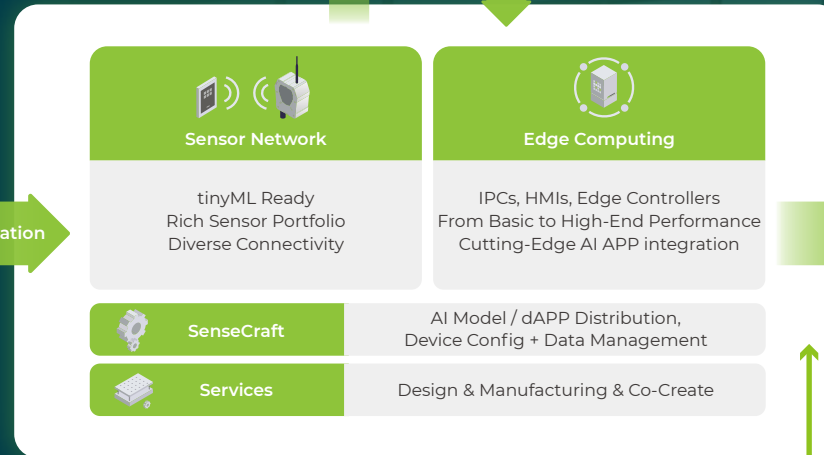 Sensor Network
tinyML Ready
Rich Sensor Portfolio
Diverse Connectivity
Edge Computing
IPCs, HMIs, Edge Controllers
From Basic to High-End Performance
Cutting-Edge AI APP integration
ation
SenseCraft
AI Model / dAPP Distribution,
Device Config + Data Management
Services
Design & Manufacturing & Co-Create